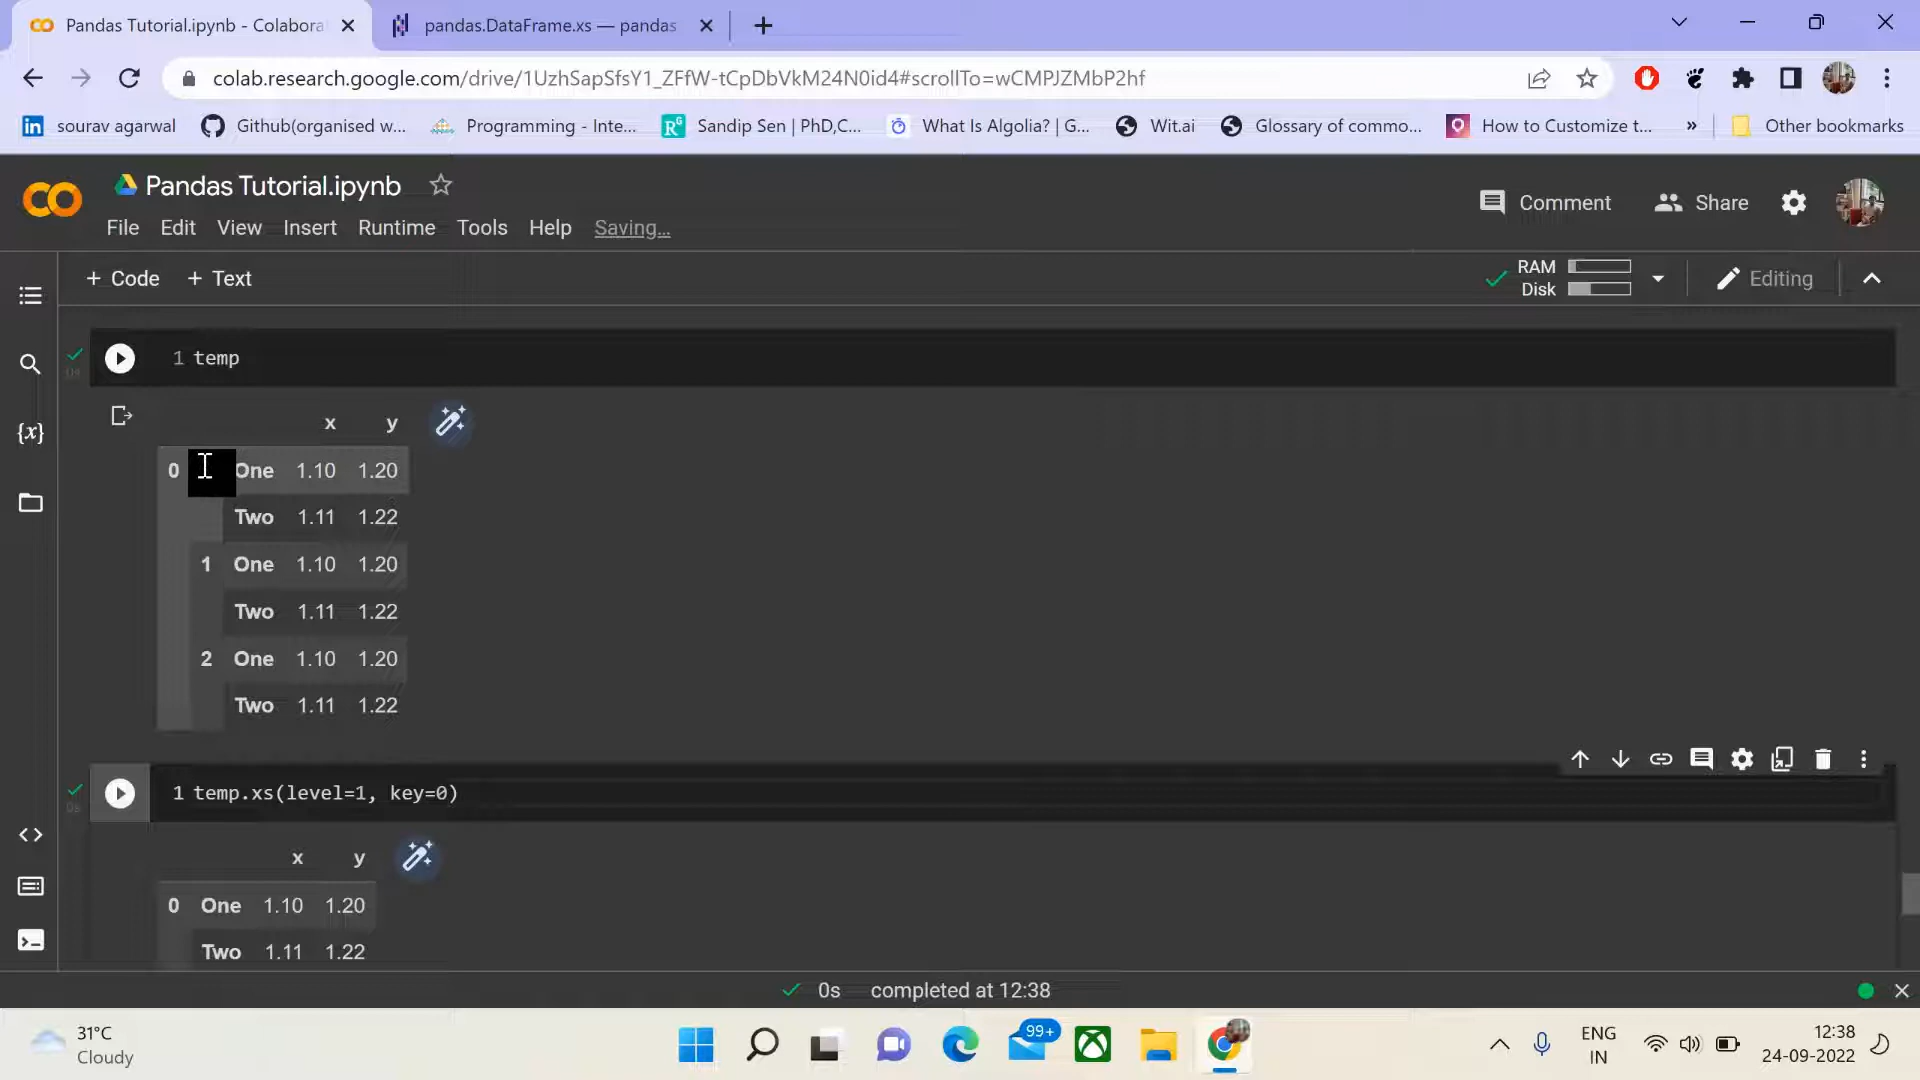 Pandas Tutorial.ipynb - Colabora
pandas.DataFrame.xs — pandas
colab.research.google.com/drive/1UzhSapSfsY1_ZFfW-tCpDbVkM24N0id4#scrollTo=wCMPJZMbP2hf
sourav agarwal
Github(organised w...
Programming - Inte...
Sandip Sen | PhD,C...
What Is Algolia? | G...
Wit.ai
Glossary of commo...
How to Customize t...
»
Other bookmarks
Pandas Tutorial.ipynb
Comment
Share
File Edit View Insert Runtime Tools Help Saving...
+ Code + Text
RAM
Disk
Editing
1 temp
x y
0 One 1.10 1.20
Two 1.11 1.22
1 One 1.10 1.20
Two 1.11 1.22
2 One 1.10 1.20
Two 1.11 1.22
1 temp.xs(level=1, key=0)
x y
0 One 1.10 1.20
Two 1.11 1.22
0s completed at 12:38
31°C
Cloudy
99+
ENG
IN
12:38
24-09-2022